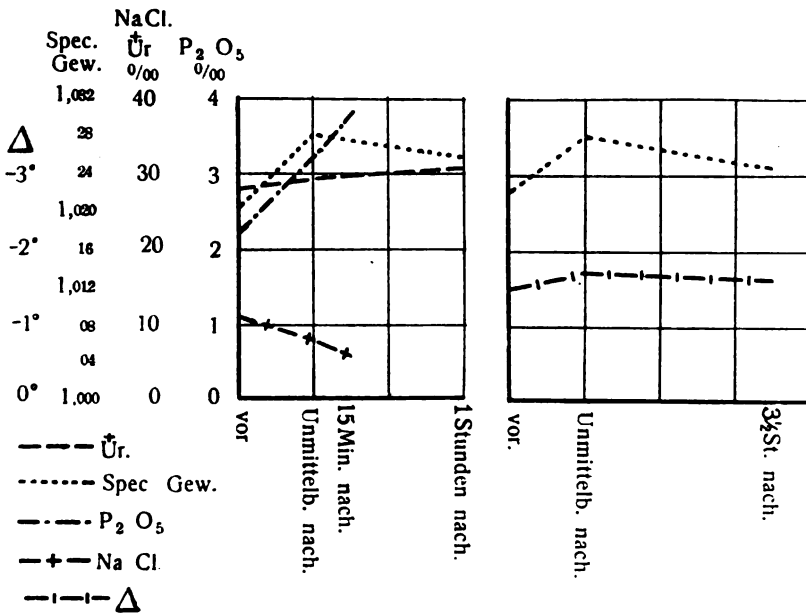 NaCl.
Spec. Ur P2 O5
Gew. 0/00 0/00
1,032 40 4
Δ 28
-3° 24 30 3
1,020
-2° 16 20 2
1,012
-1° 08 10 1
04
0° 1,000 0 0
vor
Unmittelb. nach.
15 Min. nach.
1 Stunden nach.
vor.
Unmittelb. nach.
3½ St. nach.
Ur.
Spec Gew.
P2 O5
Na Cl
Δ